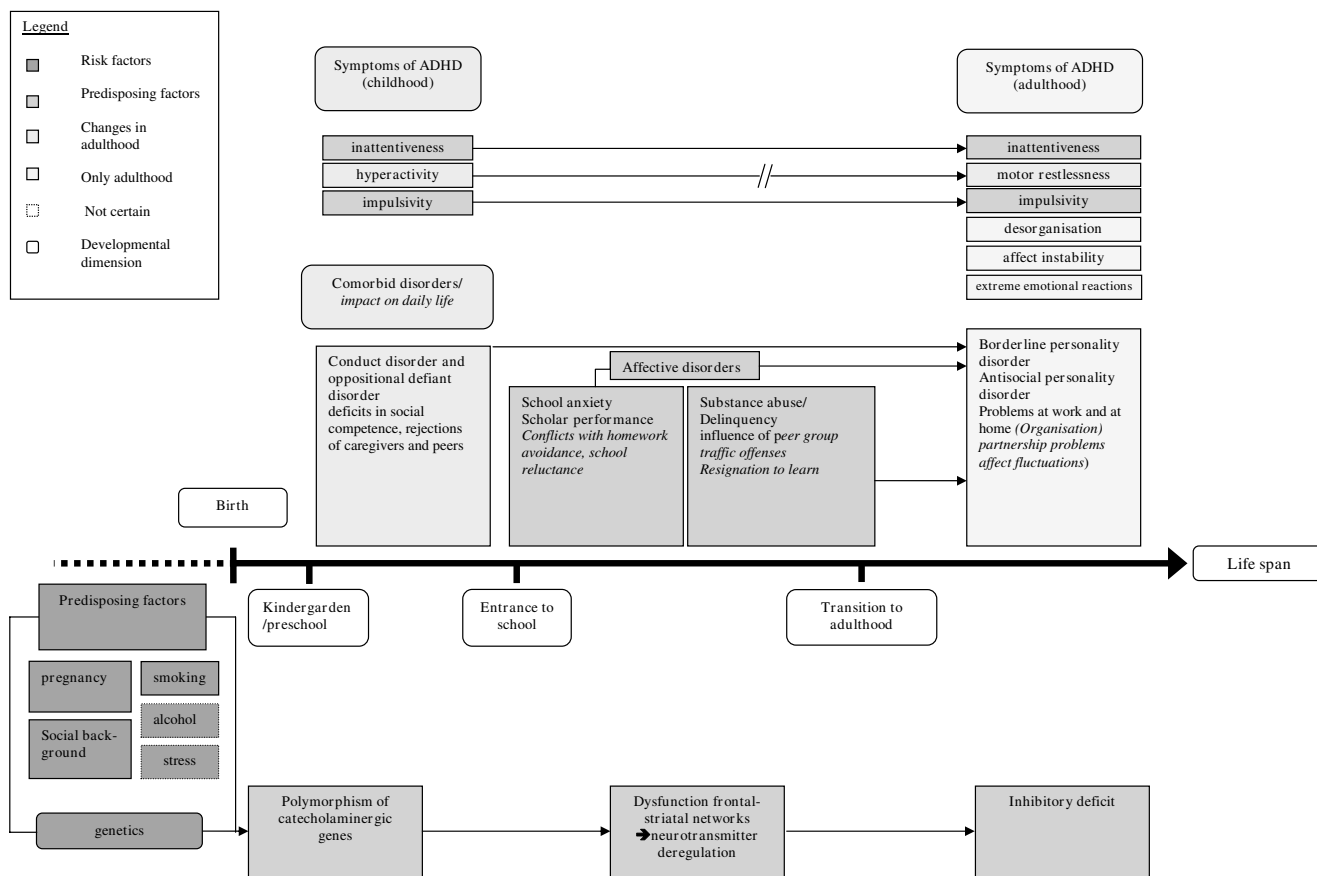 Legend
Risk factors
Predisposing factors
Changes in
adulthood
Only adulthood
Not certain
Developmental
dimension
Symptoms of ADHD
(childhood)
Symptoms of ADHD
(adulthood)
inattentiveness
hyperactivity
impulsivity
inattentiveness
motor restlessness
impulsivity
desorganisation
affect instability
extreme emotional reactions
Comorbid disorders/
impact on daily life
Conduct disorder and
oppositional defiant
disorder
deficits in social
competence, rejections
of caregivers and peers
Affective disorders
School anxiety
Scholar performance
Conflicts with homework
avoidance, school
reluctance
Substance abuse/
Delinquency
influence of peer group
traffic offenses
Resignation to learn
Borderline personality
disorder
Antisocial personality
disorder
Problems at work and at
home (Organisation)
partnership problems
affect fluctuations)
Birth
Life span
Kindergarden
/preschool
Entrance to
school
Transition to
adulthood
Predisposing factors
pregnancy
smoking
Social back-
ground
alcohol
stress
genetics
Polymorphism of
catecholaminergic
genes
Dysfunction frontal-
striatal networks
➔neurotransmitter
deregulation
Inhibitory deficit